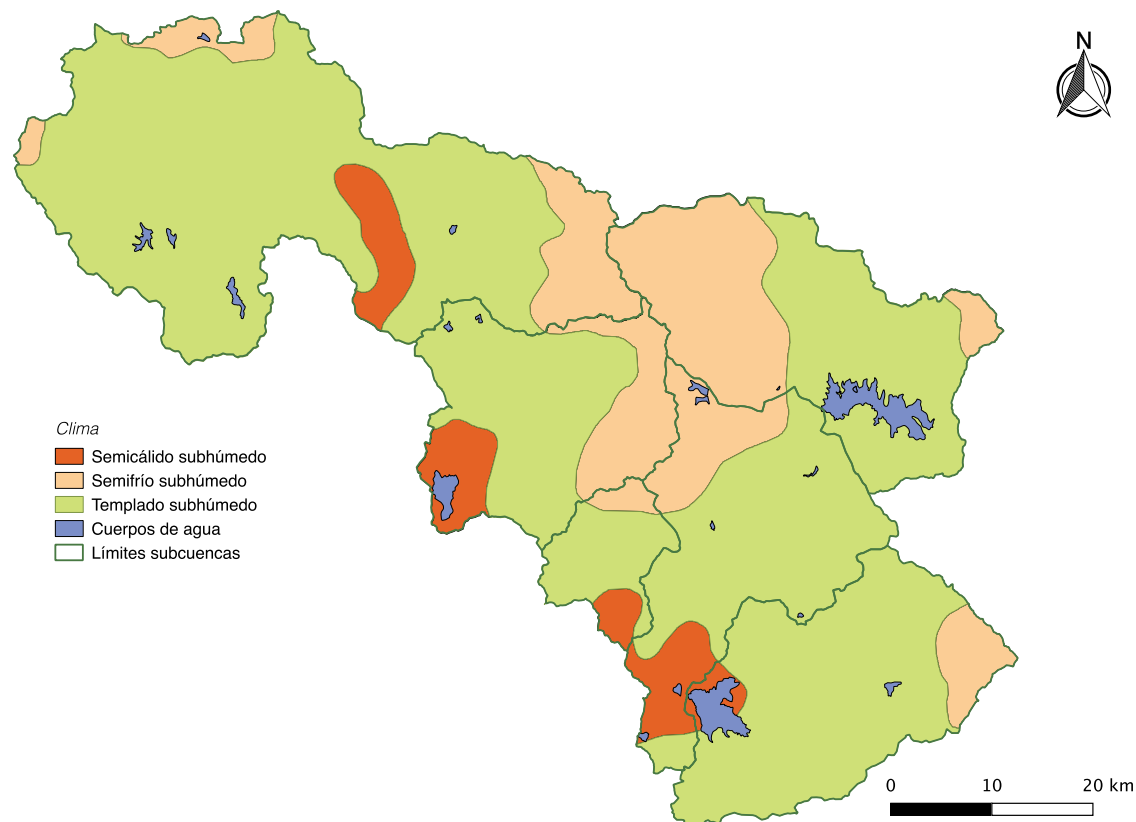 N
Clima
Semicálido subhúmedo
Semifrío subhúmedo
Templado subhúmedo
Cuerpos de agua
Límites subcuencas
0 10 20 km